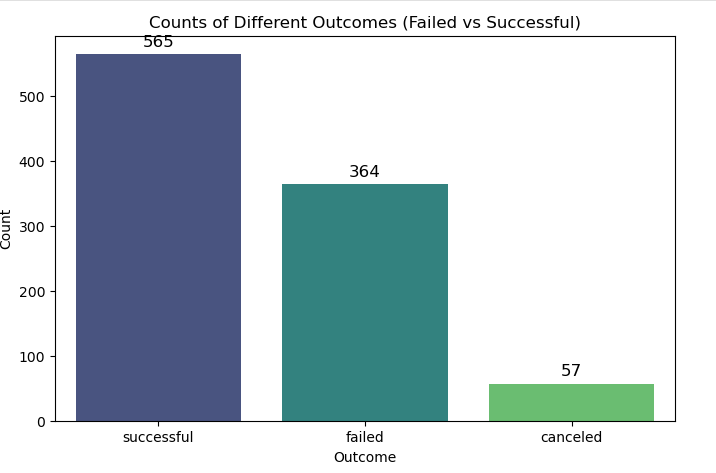 Counts of Different Outcomes (Failed vs Successful)
565
364
57
500
400
300
200
100
0
Count
successful failed canceled
Outcome